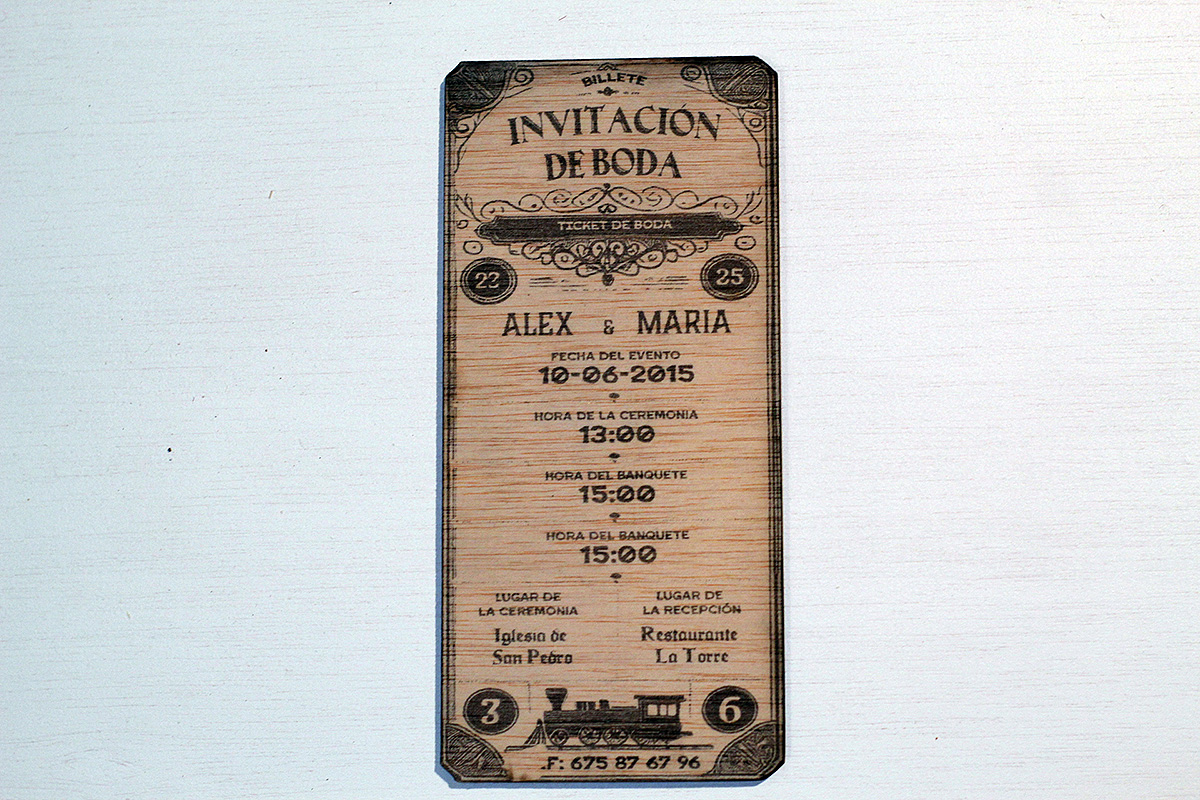 BILLETE
INVITACIÓN
DE BODA
TICKET DE BODA
22 25
ALEX & MARIA
FECHA DEL EVENTO
10-06-2015
HORA DE LA CEREMONIA
13:00
HORA DEL BANQUETE
15:00
HORA DEL BANQUETE
15:00
LUGAR DE
LA CEREMONIA
Iglesia de
San Pedro
LUGAR DE
LA RECEPCIÓN
Restaurante
La Torre
3 6
.F: 675 87 67 96